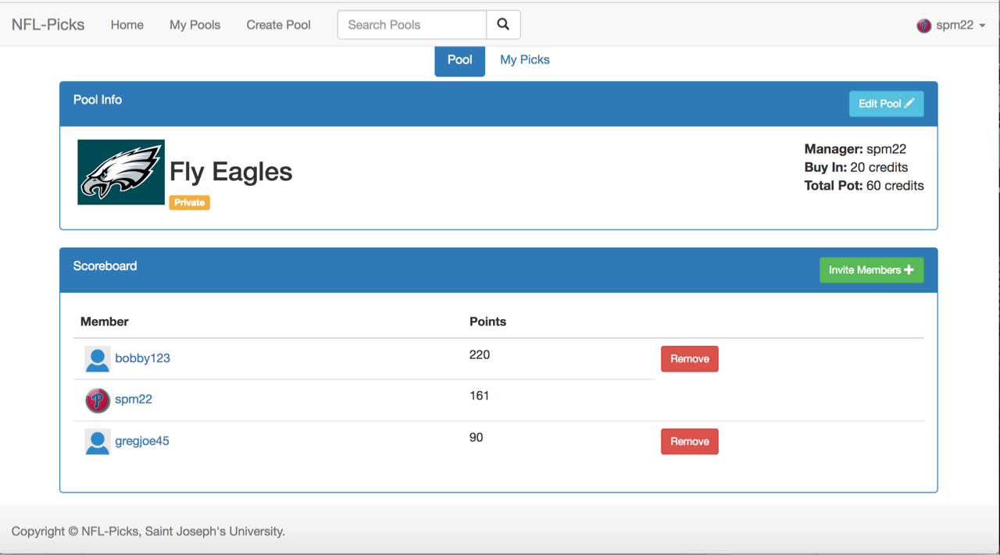 NFL-Picks Home My Pools Create Pool Search Pools spm22
Pool My Picks
Pool Info Edit Pool
Fly Eagles
Private
Manager: spm22
Buy In: 20 credits
Total Pot: 60 credits
Scoreboard Invite Members
Member Points
bobby123 220 Remove
P spm22 161
gregjoe45 90 Remove
Copyright © NFL-Picks, Saint Joseph's University.